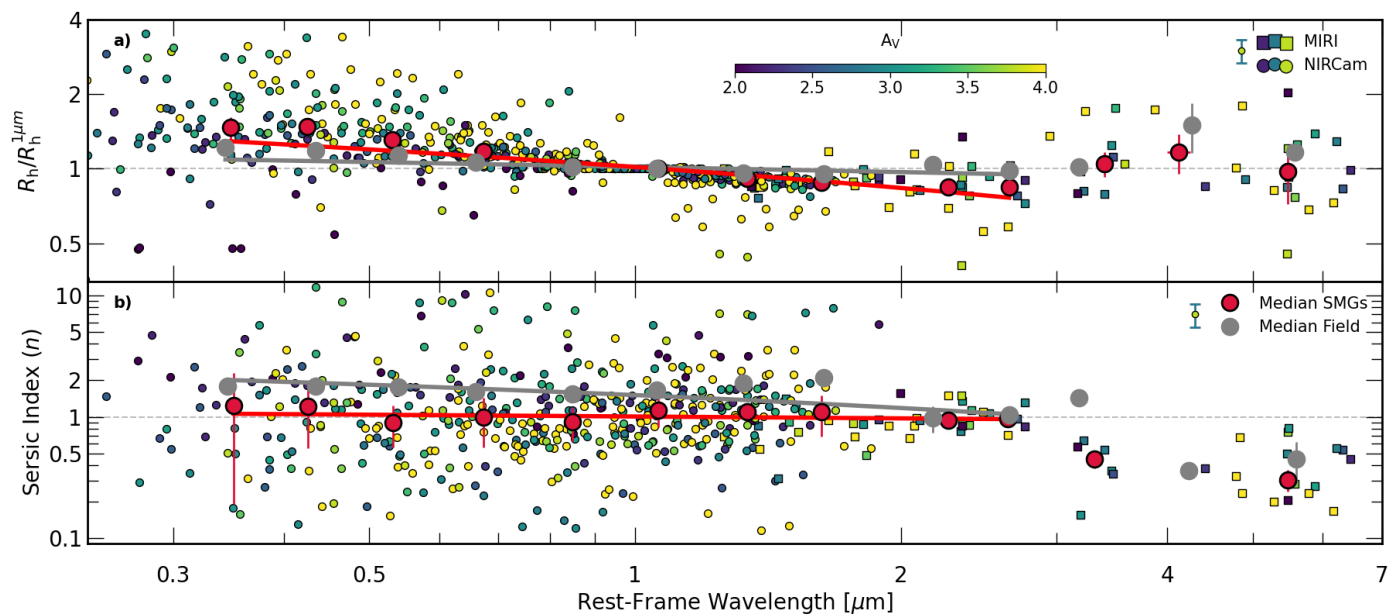 a)
A_V
2.0 2.5 3.0 3.5 4.0
MIRI
NIRCam
4
2
1
0.5
R_h/R_h^{1μm}
b)
Median SMGs
Median Field
10
5
2
1
0.5
0.1
Sersic Index (n)
0.3 0.5 1 2 4 7
Rest-Frame Wavelength [μm]